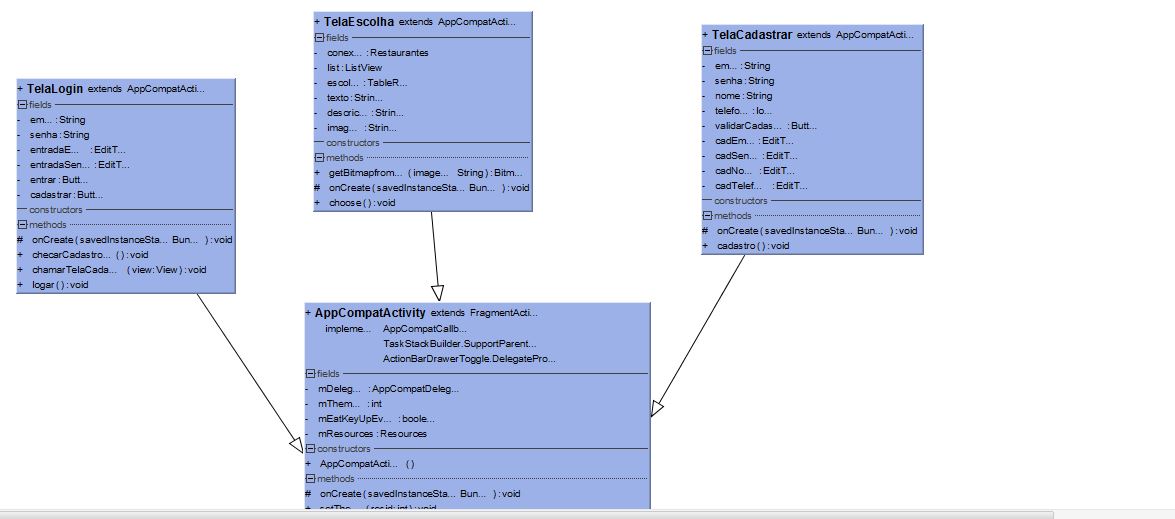 + TelaLogin extends AppCompatActi...
fields
- em... : String
- senha : String
- entradaE... : EditT...
- entradaSen... : EditT...
- entrar : Butt...
- cadastrar : Butt...
constructors
methods
# onCreate ( savedInstanceSta... Bun... ) : void
+ checarCadastro... ( ) : void
+ chamarTelaCada... ( view : View ) : void
+ logar ( ) : void
+ TelaEscolha extends AppCompatActi...
fields
- conex... : Restaurantes
- list : ListView
- escol... : TableR...
- texto : Strin...
- descric... : Strin...
- imag... : Strin...
constructors
methods
+ getBitmapfrom... ( image... String ) : Bitm...
# onCreate ( savedInstanceSta... Bun... ) : void
+ choose ( ) : void
+ TelaCadastrar extends AppCompatActi...
fields
- em... : String
- senha : String
- nome : String
- telefo... : lo...
- validarCadas... : Butt...
- cadEm... : EditT...
- cadSen... : EditT...
- cadNo... : EditT...
- cadTelef... : EditT...
constructors
methods
# onCreate ( savedInstanceSta... Bun... ) : void
+ cadastro ( ) : void
+ AppCompatActivity extends FragmentActi...
impleme... AppCompatCallb...
TaskStackBuilder.SupportParent...
ActionBarDrawerToggle.DelegatePro...
fields
- mDeleg... : AppCompatDeleg...
- mThem... : int
- mEatKeyUpEv... : boole...
- mResources : Resources
constructors
+ AppCompatActi... ( )
methods
# onCreate ( savedInstanceSta... Bun... ) : void
+ setThe... ( resid: int ) : void